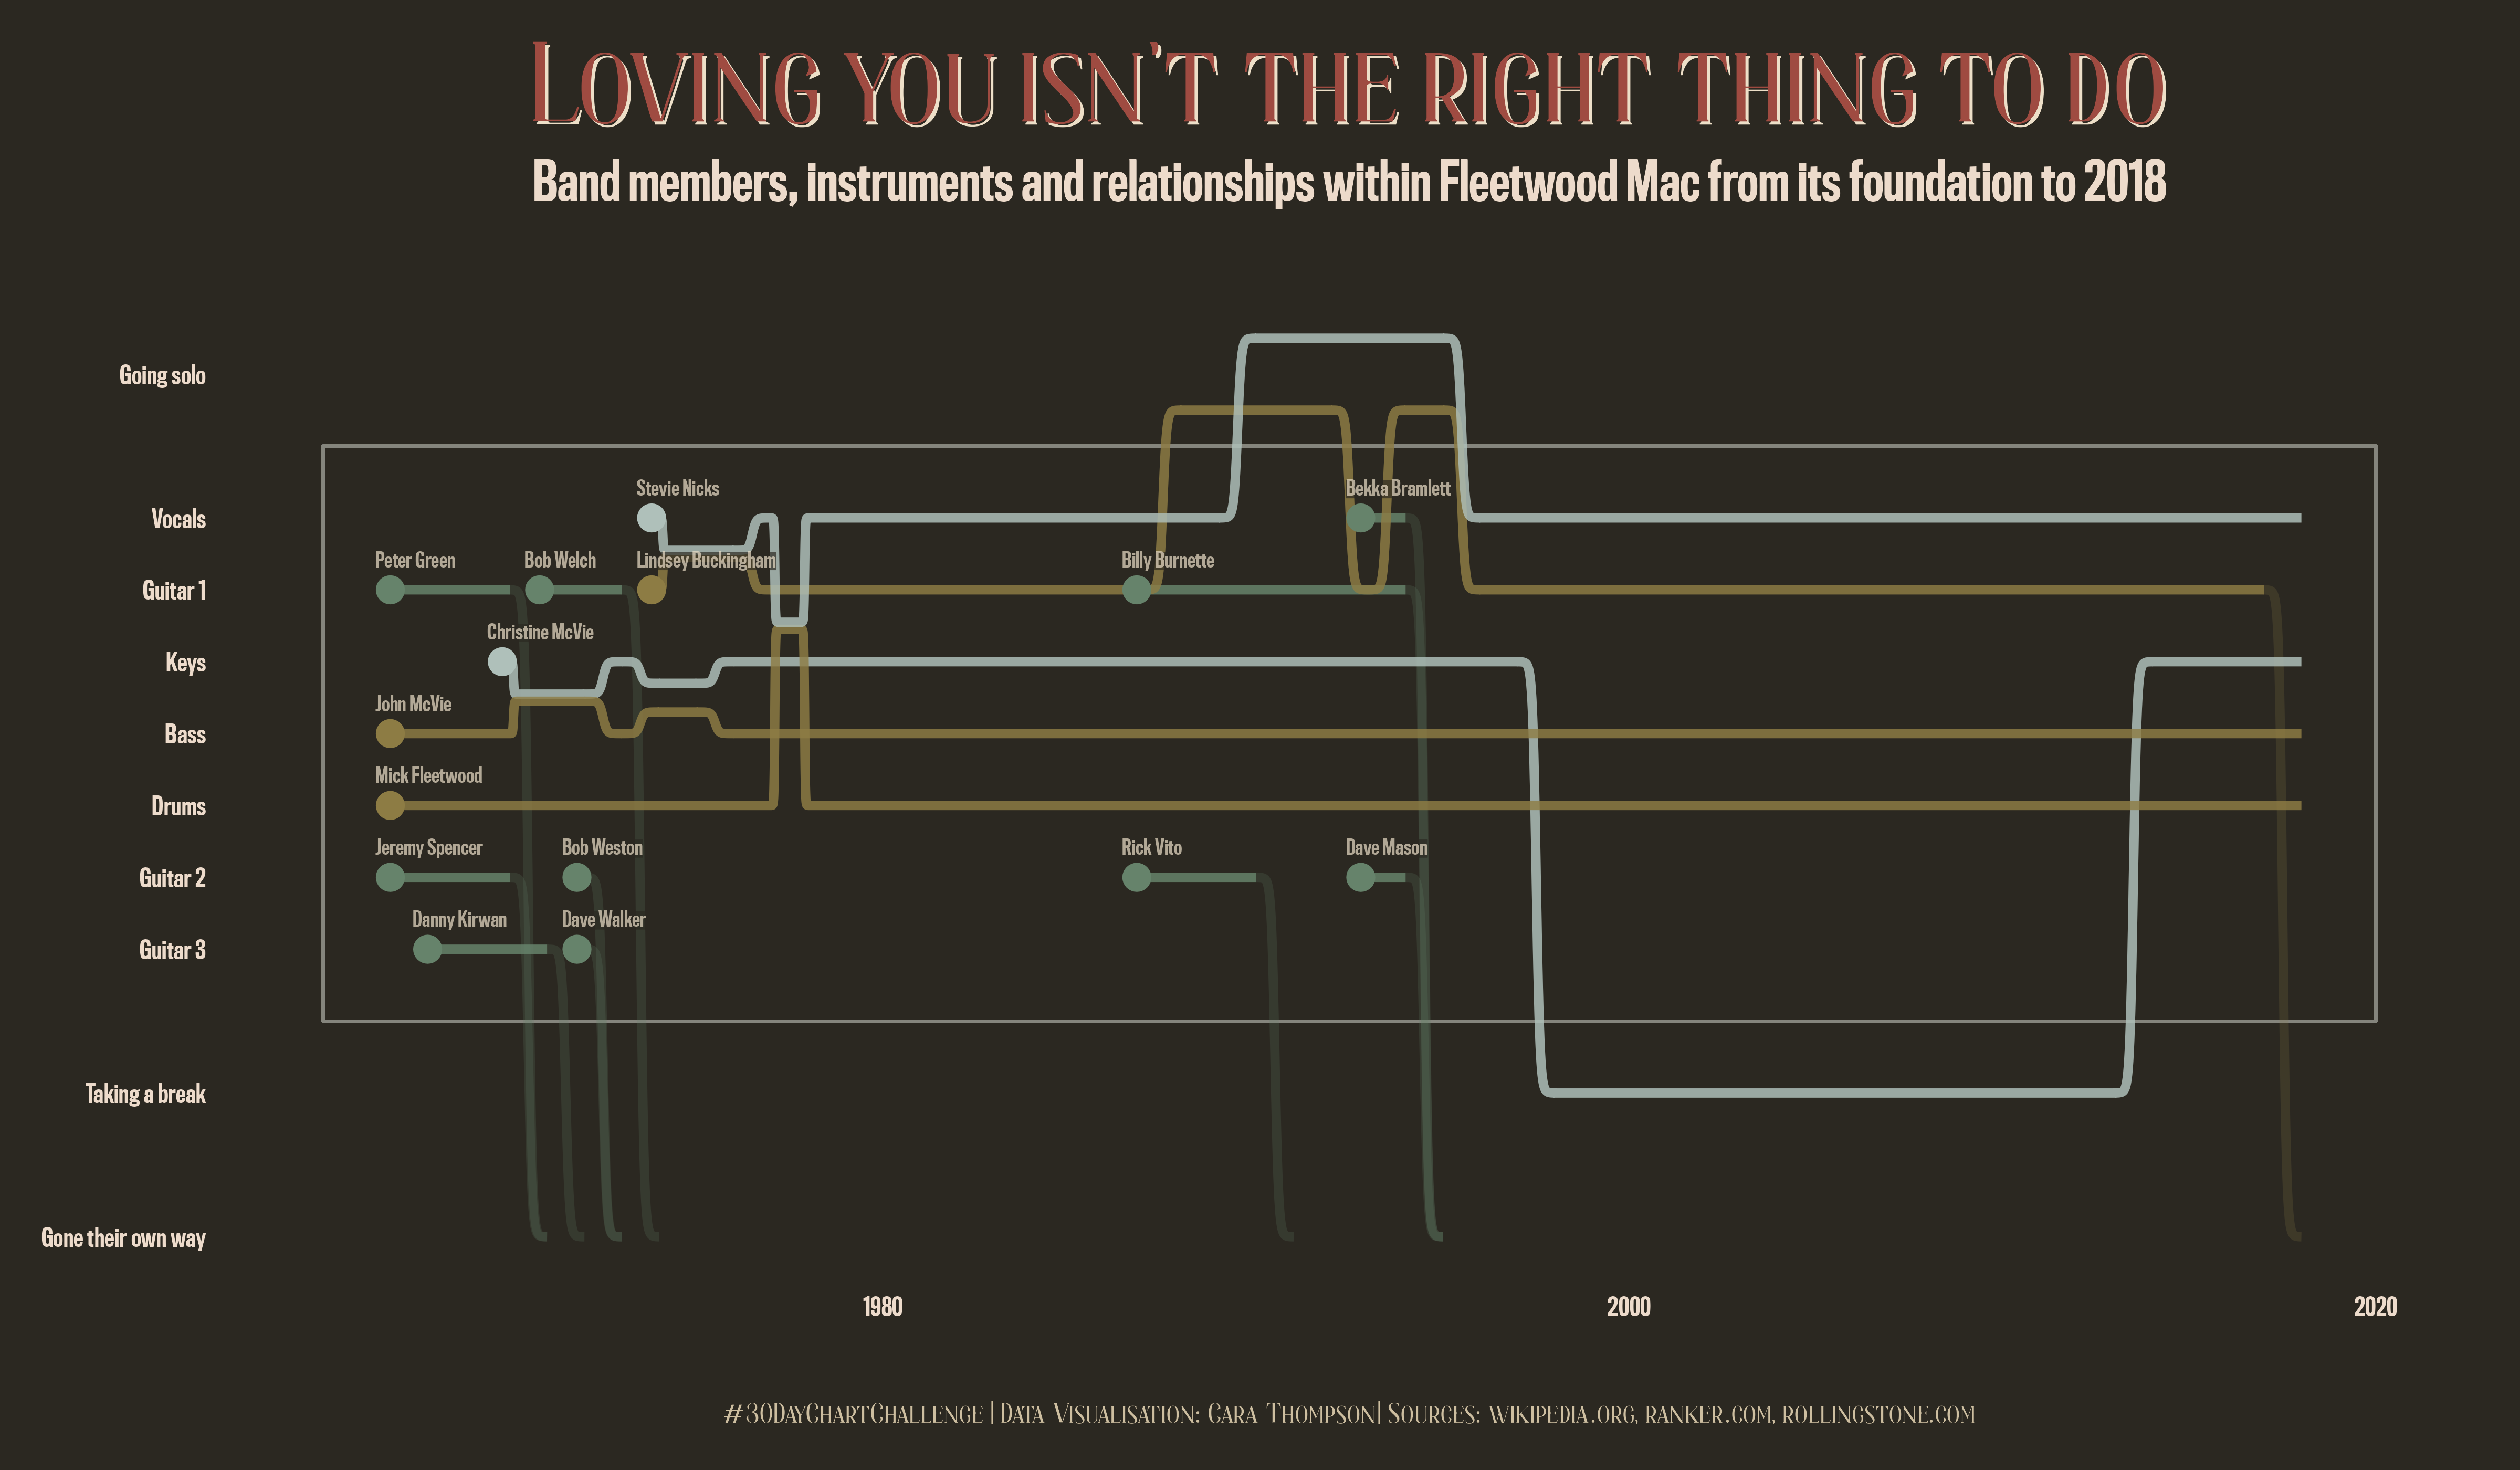 Loving you isn't the right thing to do
Band members, instruments and relationships within Fleetwood Mac from its foundation to 2018
Going solo
Stevie Nicks
Bekka Bramlett
Vocals
Peter Green
Bob Welch
Lindsey Buckingham
Billy Burnette
Guitar 1
Christine McVie
Keys
John McVie
Bass
Mick Fleetwood
Drums
Jeremy Spencer
Bob Weston
Rick Vito
Dave Mason
Guitar 2
Danny Kirwan
Dave Walker
Guitar 3
Taking a break
Gone their own way
1980
2000
2020
#30DayChartChallenge | Data Visualisation: Cara Thompson| Sources: wikipedia.org, ranker.com, rollingstone.com